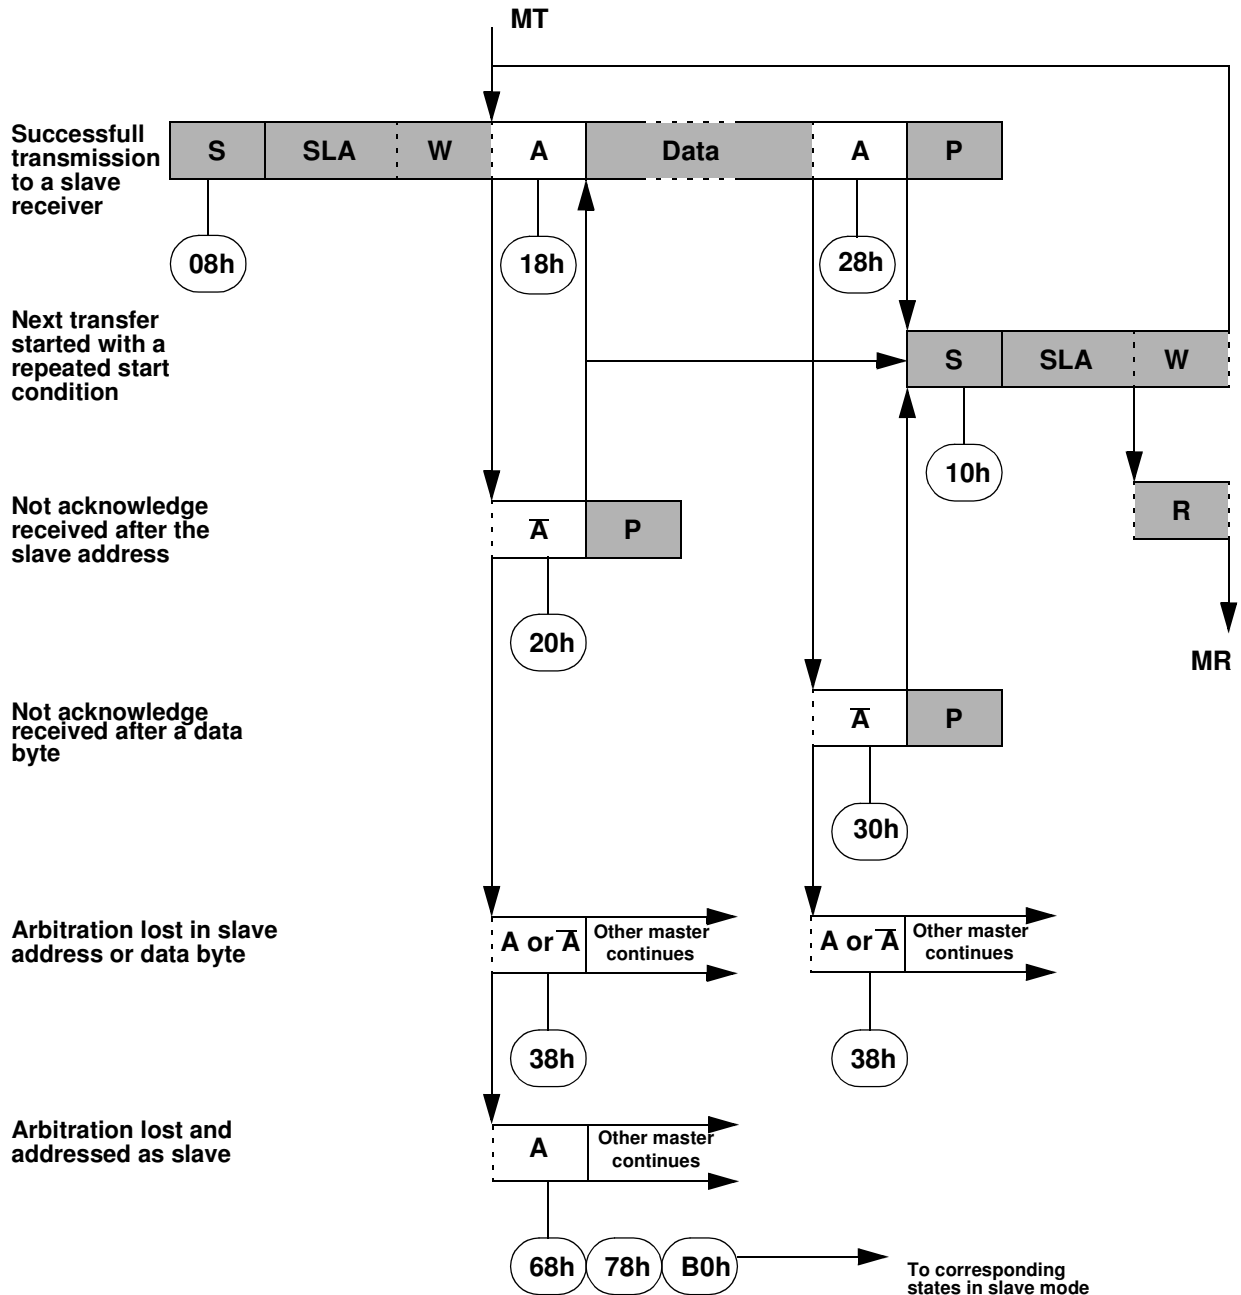 MT
Successfull
transmission
to a slave
receiver
S SLA W A Data A P
08h 18h 28h
Next transfer
started with a
repeated start
condition
S SLA W
10h
Not acknowledge
received after the
slave address
A̅ P
R
20h
MR
Not acknowledge
received after a data
byte
A̅ P
30h
Arbitration lost in slave
address or data byte
A or A̅
Other master
continues
A or A̅
Other master
continues
38h 38h
Arbitration lost and
addressed as slave
A
Other master
continues
68h 78h B0h
To corresponding
states in slave mode